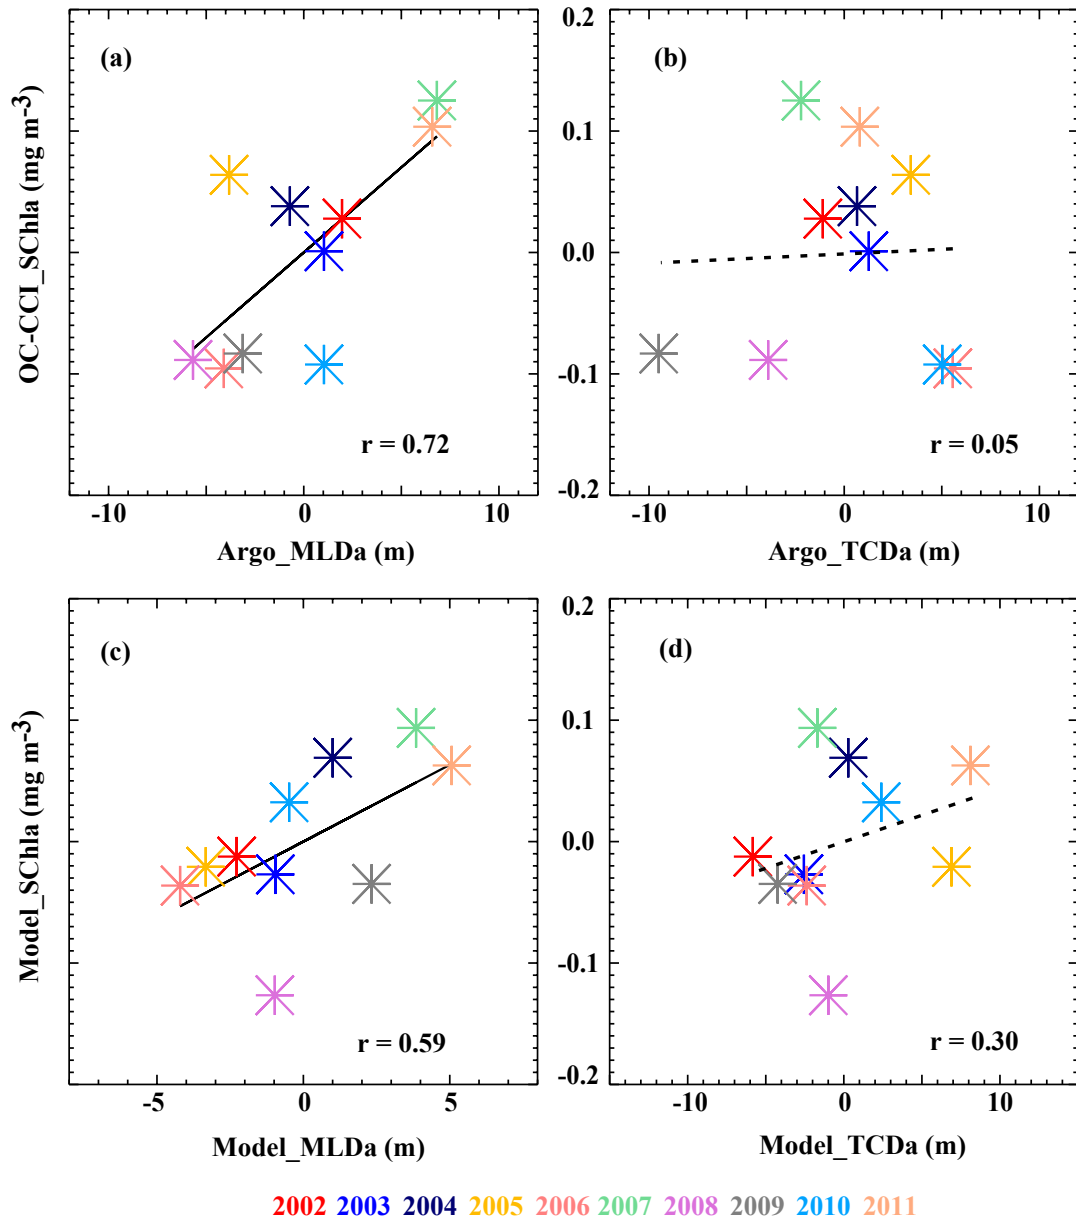 (a)
(b)
OC-CCI_SChla (mg m-3)
0.2
0.1
0.0
-0.1
-0.2
r = 0.72
r = 0.05
-10 0 10
-10 0 10
Argo_MLDa (m)
Argo_TCDa (m)
(c)
(d)
Model_SChla (mg m-3)
0.2
0.1
0.0
-0.1
-0.2
r = 0.59
r = 0.30
-5 0 5
-10 0 10
Model_MLDa (m)
Model_TCDa (m)
2002 2003 2004 2005 2006 2007 2008 2009 2010 2011